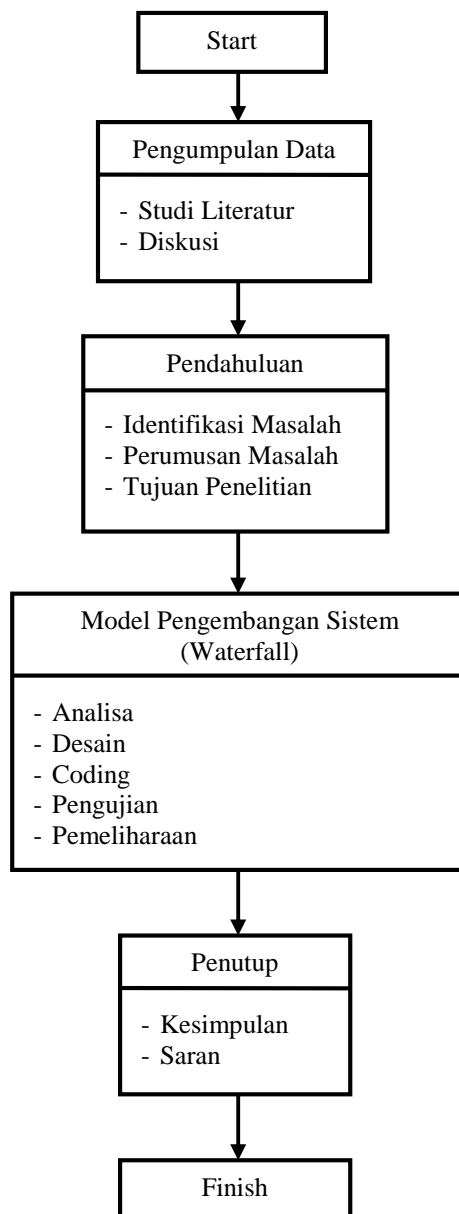 Start
Pengumpulan Data
- Studi Literatur
- Diskusi
Pendahuluan
- Identifikasi Masalah
- Perumusan Masalah
- Tujuan Penelitian
Model Pengembangan Sistem
(Waterfall)
- Analisa
- Desain
- Coding
- Pengujian
- Pemeliharaan
Penutup
- Kesimpulan
- Saran
Finish